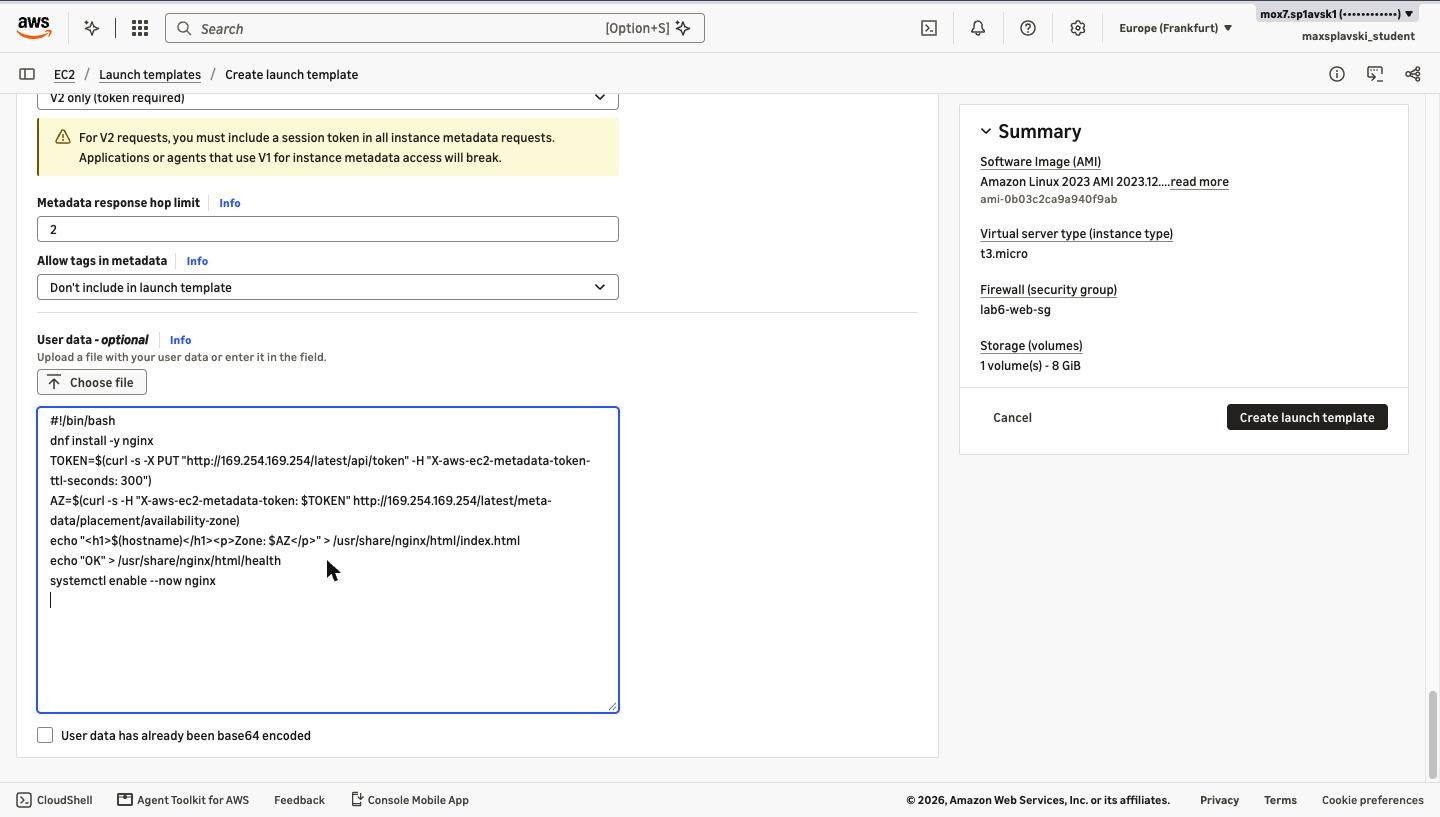 aws
Search
[Option+S]
Europe (Frankfurt)
mox7.sp1avsk1 (••••••••••••)
maxsplavski_student
EC2 / Launch templates / Create launch template
V2 only (token required)
For V2 requests, you must include a session token in all instance metadata requests.
Applications or agents that use V1 for instance metadata access will break.
Metadata response hop limit
Info
2
Allow tags in metadata
Info
Don't include in launch template
User data - optional
Info
Upload a file with your user data or enter it in the field.
Choose file
#!/bin/bash
dnf install -y nginx
TOKEN=$(curl -s -X PUT "http://169.254.169.254/latest/api/token" -H "X-aws-ec2-metadata-token-
ttl-seconds: 300")
AZ=$(curl -s -H "X-aws-ec2-metadata-token: $TOKEN" http://169.254.169.254/latest/meta-
data/placement/availability-zone)
echo "<h1>$(hostname)</h1><p>Zone: $AZ</p>" > /usr/share/nginx/html/index.html
echo "OK" > /usr/share/nginx/html/health
systemctl enable --now nginx
User data has already been base64 encoded
Summary
Software Image (AMI)
Amazon Linux 2023 AMI 2023.12....read more
ami-0b03c2ca9a940f9ab
Virtual server type (instance type)
t3.micro
Firewall (security group)
lab6-web-sg
Storage (volumes)
1 volume(s) - 8 GiB
Cancel
Create launch template
CloudShell
Agent Toolkit for AWS
Feedback
Console Mobile App
© 2026, Amazon Web Services, Inc. or its affiliates.
Privacy
Terms
Cookie preferences